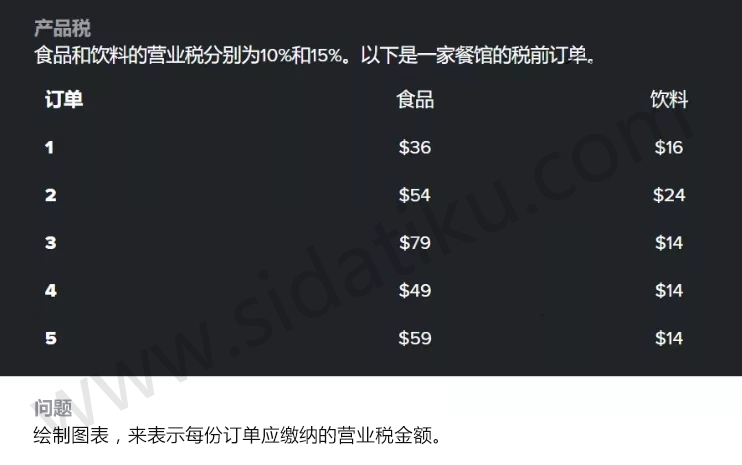 产品税
食品和饮料的营业税分别为10%和15%。以下是一家餐馆的税前订单。
订单 食品 饮料
1 $36 $16
2 $54 $24
3 $79 $14
4 $49 $14
5 $59 $14
问题
绘制图表，来表示每份订单应缴纳的营业税金额。
www.sidatiku.com